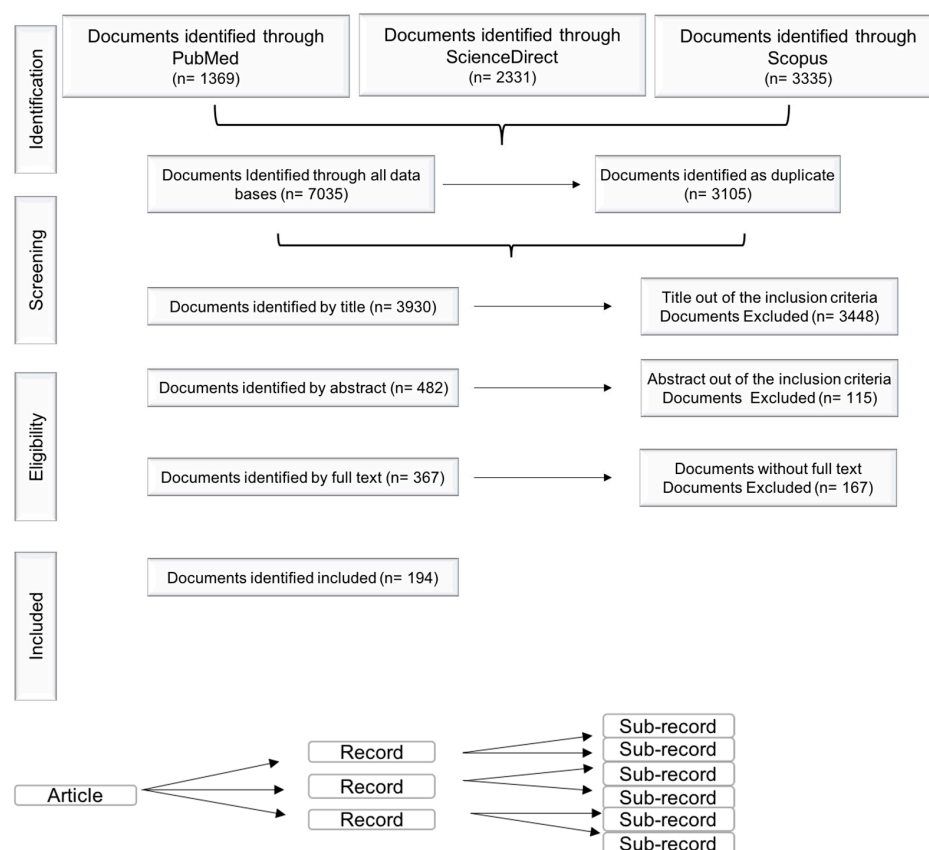 Identification
Documents identified through
PubMed
(n= 1369)
Documents identified through
ScienceDirect
(n= 2331)
Documents identified through
Scopus
(n= 3335)
Documents Identified through all data
bases (n= 7035)
Documents identified as duplicate
(n= 3105)
Screening
Documents identified by title (n= 3930)
Title out of the inclusion criteria
Documents Excluded (n= 3448)
Eligibility
Documents identified by abstract (n= 482)
Abstract out of the inclusion criteria
Documents Excluded (n= 115)
Documents identified by full text (n= 367)
Documents without full text
Documents Excluded (n= 167)
Included
Documents identified included (n= 194)
Article
Record
Record
Record
Sub-record
Sub-record
Sub-record
Sub-record
Sub-record
Sub-record